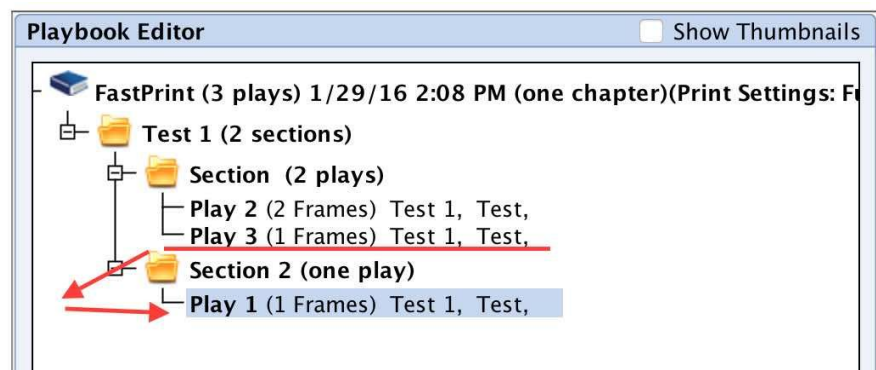 Playbook Editor
Show Thumbnails
FastPrint (3 plays) 1/29/16 2:08 PM (one chapter)(Print Settings: Fu
Test 1 (2 sections)
Section (2 plays)
Play 2 (2 Frames) Test 1, Test,
Play 3 (1 Frames) Test 1, Test,
Section 2 (one play)
Play 1 (1 Frames) Test 1, Test,